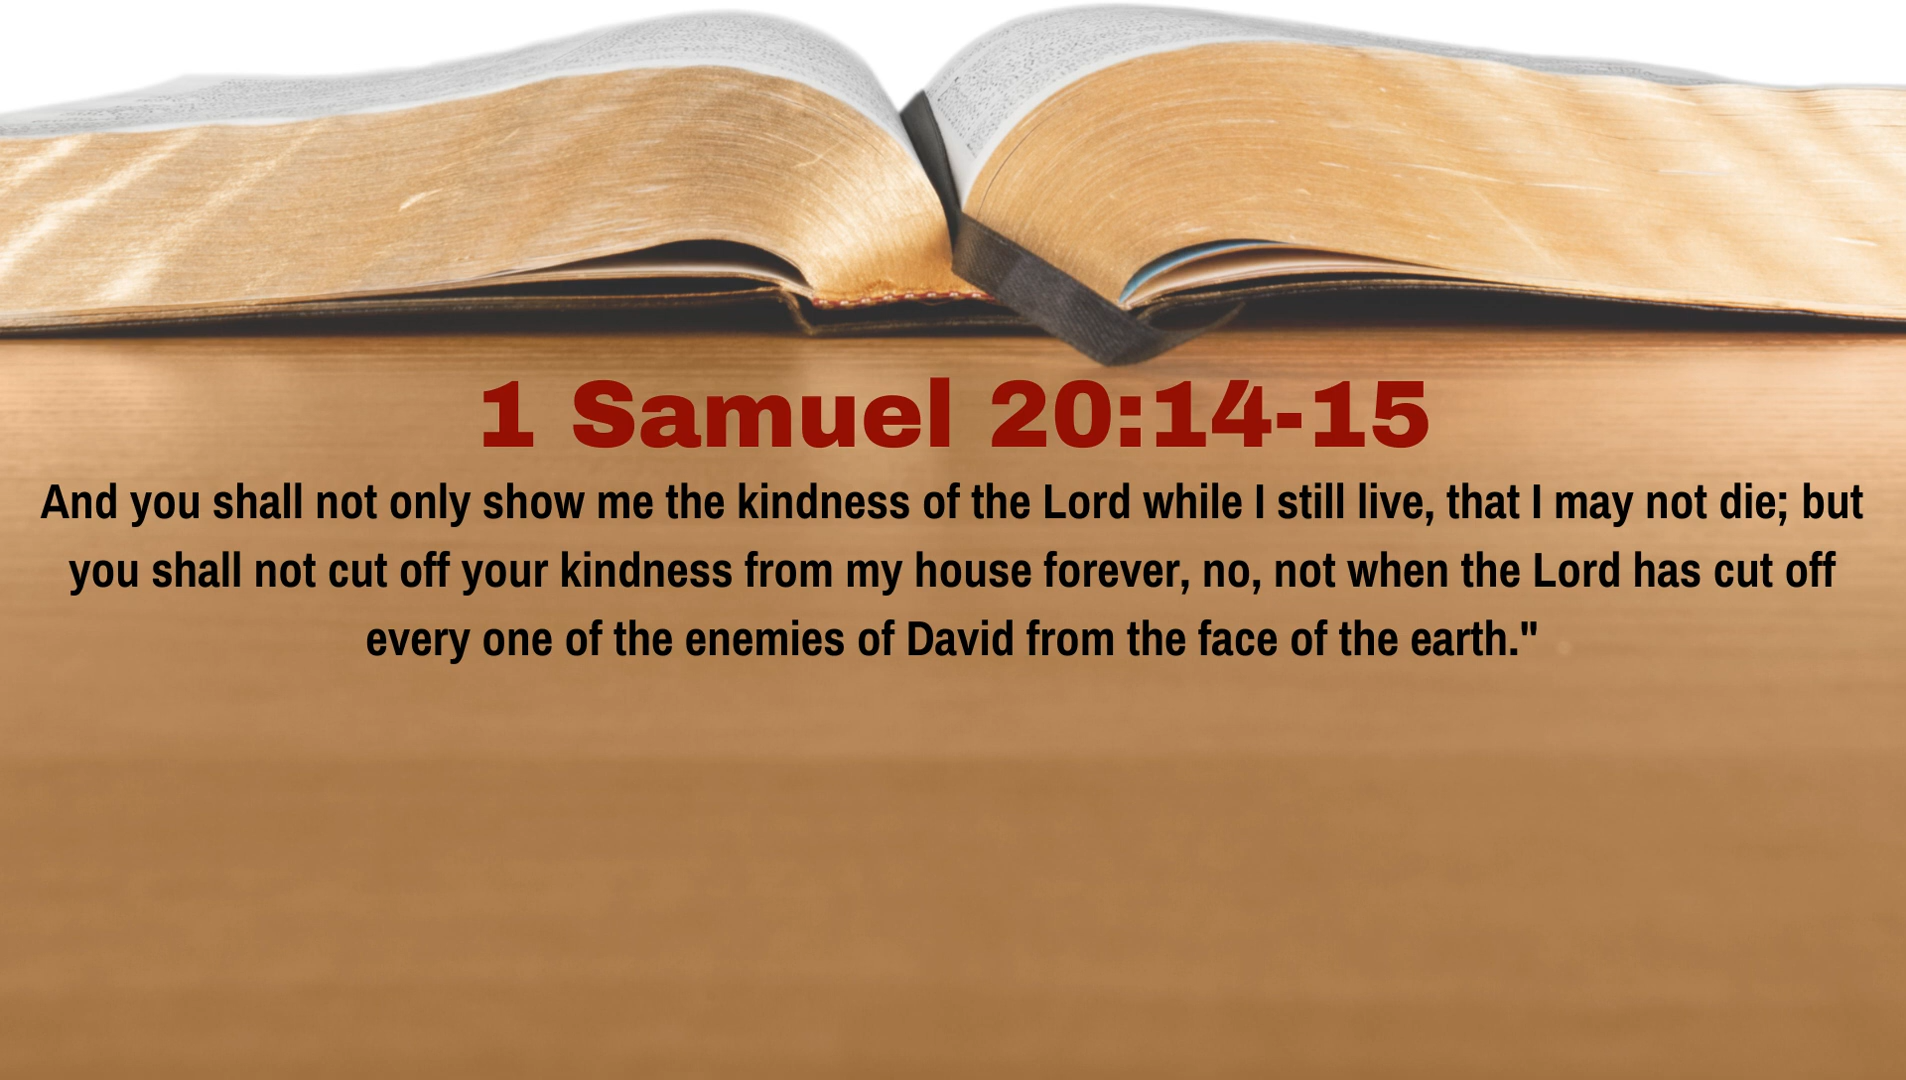 1 Samuel 20:14-15
And you shall not only show me the kindness of the Lord while I still live, that I may not die; but
you shall not cut off your kindness from my house forever, no, not when the Lord has cut off
every one of the enemies of David from the face of the earth."